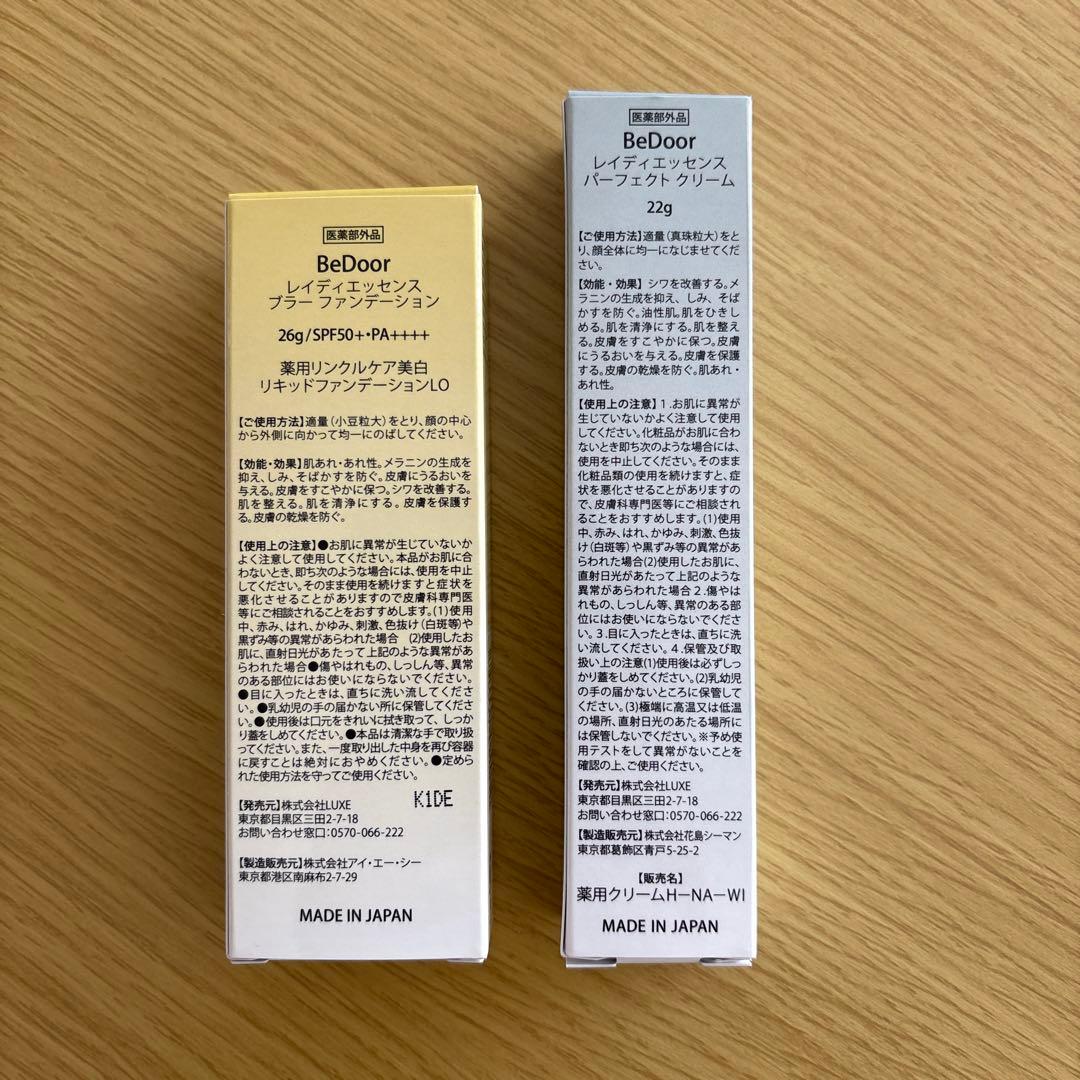 医薬部外品
BeDoor
レイディエッセンス
ブラー ファンデーション
26g/SPF50+・PA++++
薬用リンクルケア美白
リキッドファンデーションLO
【ご使用方法】適量（小豆粒大）をとり、顔の中心
から外側に向かって均一にのばしてください。
【効能・効果】肌あれ・あれ性。メラニンの生成を
抑え、しみ、そばかすを防ぐ。皮膚にうるおいを
与える。皮膚をすこやかに保つ。シワを改善する。
肌を整える。肌を清浄にする。皮膚を保護す
る。皮膚の乾燥を防ぐ。
【使用上の注意】●お肌に異常が生じていないか
よく注意して使用してください。本品がお肌に合
わないとき、即ち次のような場合には、使用を中止
してください。そのまま使用を続けますと症状を
悪化させることがありますので皮膚科専門医
等にご相談されることをおすすめします。(1)使用
中、赤み、はれ、かゆみ、刺激、色抜け（白斑等）や
黒ずみ等の異常があらわれた場合 (2)使用したお
肌に、直射日光があたって上記のような異常があ
らわれた場合●傷やはれもの、しっしん等、異常
のある部位にはお使いにならないでください。
●目に入ったときは、直ちに洗い流してくださ
い。●乳幼児の手の届かない所に保管してくださ
い。●使用後は口元をきれいに拭き取って、しっか
り蓋をしめてください。●本品は清潔な手で取り扱
ってください。また、一度取り出した中身を再び容器
に戻すことは絶対におやめください。●定めら
れた使用方法を守ってご使用ください。
K1DE
【発売元】株式会社LUXE
東京都目黒区三田2-7-18
お問い合わせ窓口:0570-066-222
【製造販売元】株式会社アイ・エー・シー
東京都港区南麻布2-7-29
MADE IN JAPAN
医薬部外品
BeDoor
レイディエッセンス
パーフェクト クリーム
22g
【ご使用方法】適量（真珠粒大）をと
り、顔全体に均一になじませてくだ
さい。
【効能・効果】 シワを改善する。メ
ラニンの生成を抑え、しみ、そば
かすを防ぐ。油性肌。肌をひきし
める。肌を清浄にする。肌を整え
る。皮膚をすこやかに保つ。皮膚
にうるおいを与える。皮膚を保護
する。皮膚の乾燥を防ぐ。肌あれ・
あれ性。
【使用上の注意】1.お肌に異常が
生じていないかよく注意して使用
してください。化粧品がお肌に合わ
ないとき即ち次のような場合には、
使用を中止してください。そのまま
化粧品類の使用を続けますと、症
状を悪化させることがありますの
で、皮膚科専門医等にご相談され
ることをおすすめします。(1)使用
中、赤み、はれ、かゆみ、刺激、色抜
け（白斑等）や黒ずみ等の異常があ
らわれた場合(2)使用したお肌に、
直射日光があたって上記のような
異常があらわれた場合 2.傷やは
れもの、しっしん等、異常のある部
位にはお使いにならないでくださ
い。3.目に入ったときは、直ちに洗
い流してください。4.保管及び取
扱い上の注意(1)使用後は必ずしっ
かり蓋をしめてください。(2)乳幼児
の手の届かないところに保管して
ください。(3)極端に高温又は低温
の場所、直射日光のあたる場所に
は保管しないでください。※予め使
用テストをして異常がないことを
確認の上、ご使用ください。
【発売元】株式会社LUXE
東京都目黒区三田2-7-18
お問い合わせ窓口:0570-066-222
【製造販売元】株式会社花島シーマン
東京都葛飾区青戸5-25-2
【販売名】
薬用クリームH－NA－WI
MADE IN JAPAN